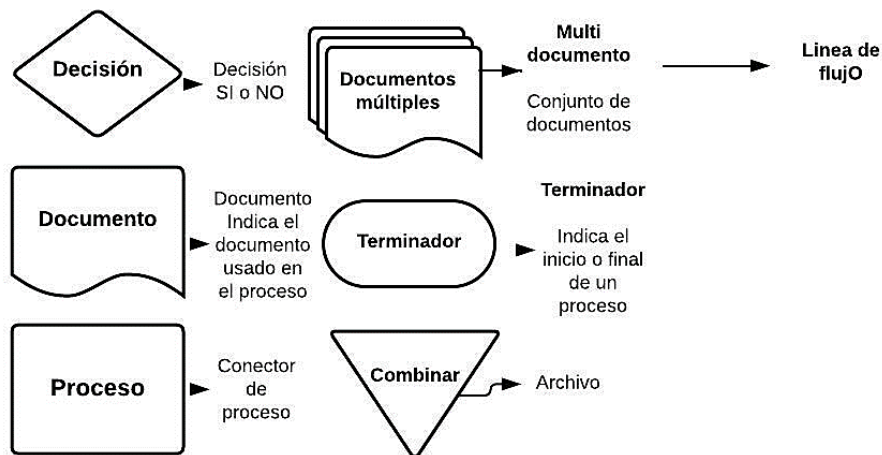 Decisión
Decisión
SI o NO
Documentos
múltiples
Multi
documento
Conjunto de
documentos
Linea de
flujO
Documento
Documento
Indica el
documento
usado en
el proceso
Terminador
Terminador
Indica el
inicio o final
de un
proceso
Proceso
Conector
de
proceso
Combinar
Archivo